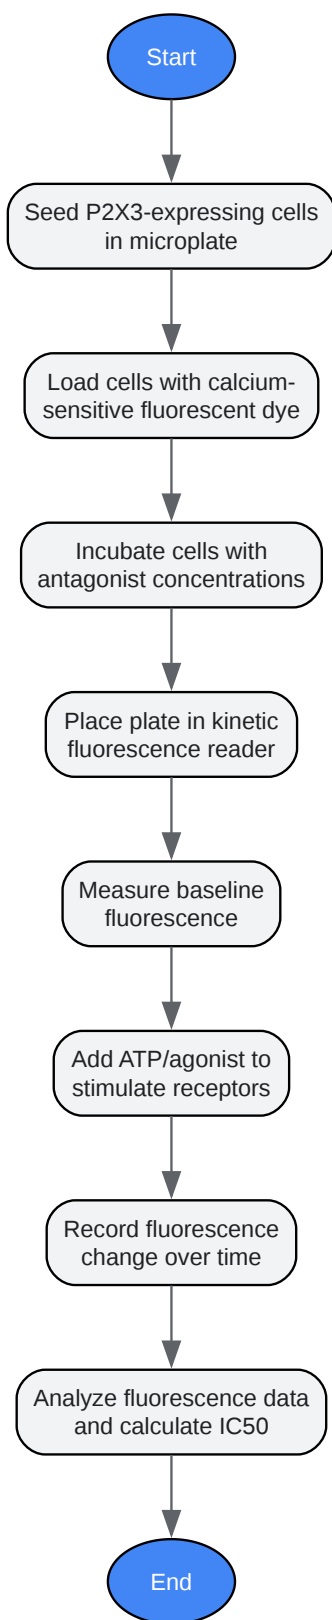 Start
Seed P2X3-expressing cells
in microplate
Load cells with calcium-
sensitive fluorescent dye
Incubate cells with
antagonist concentrations
Place plate in kinetic
fluorescence reader
Measure baseline
fluorescence
Add ATP/agonist to
stimulate receptors
Record fluorescence
change over time
Analyze fluorescence data
and calculate IC50
End